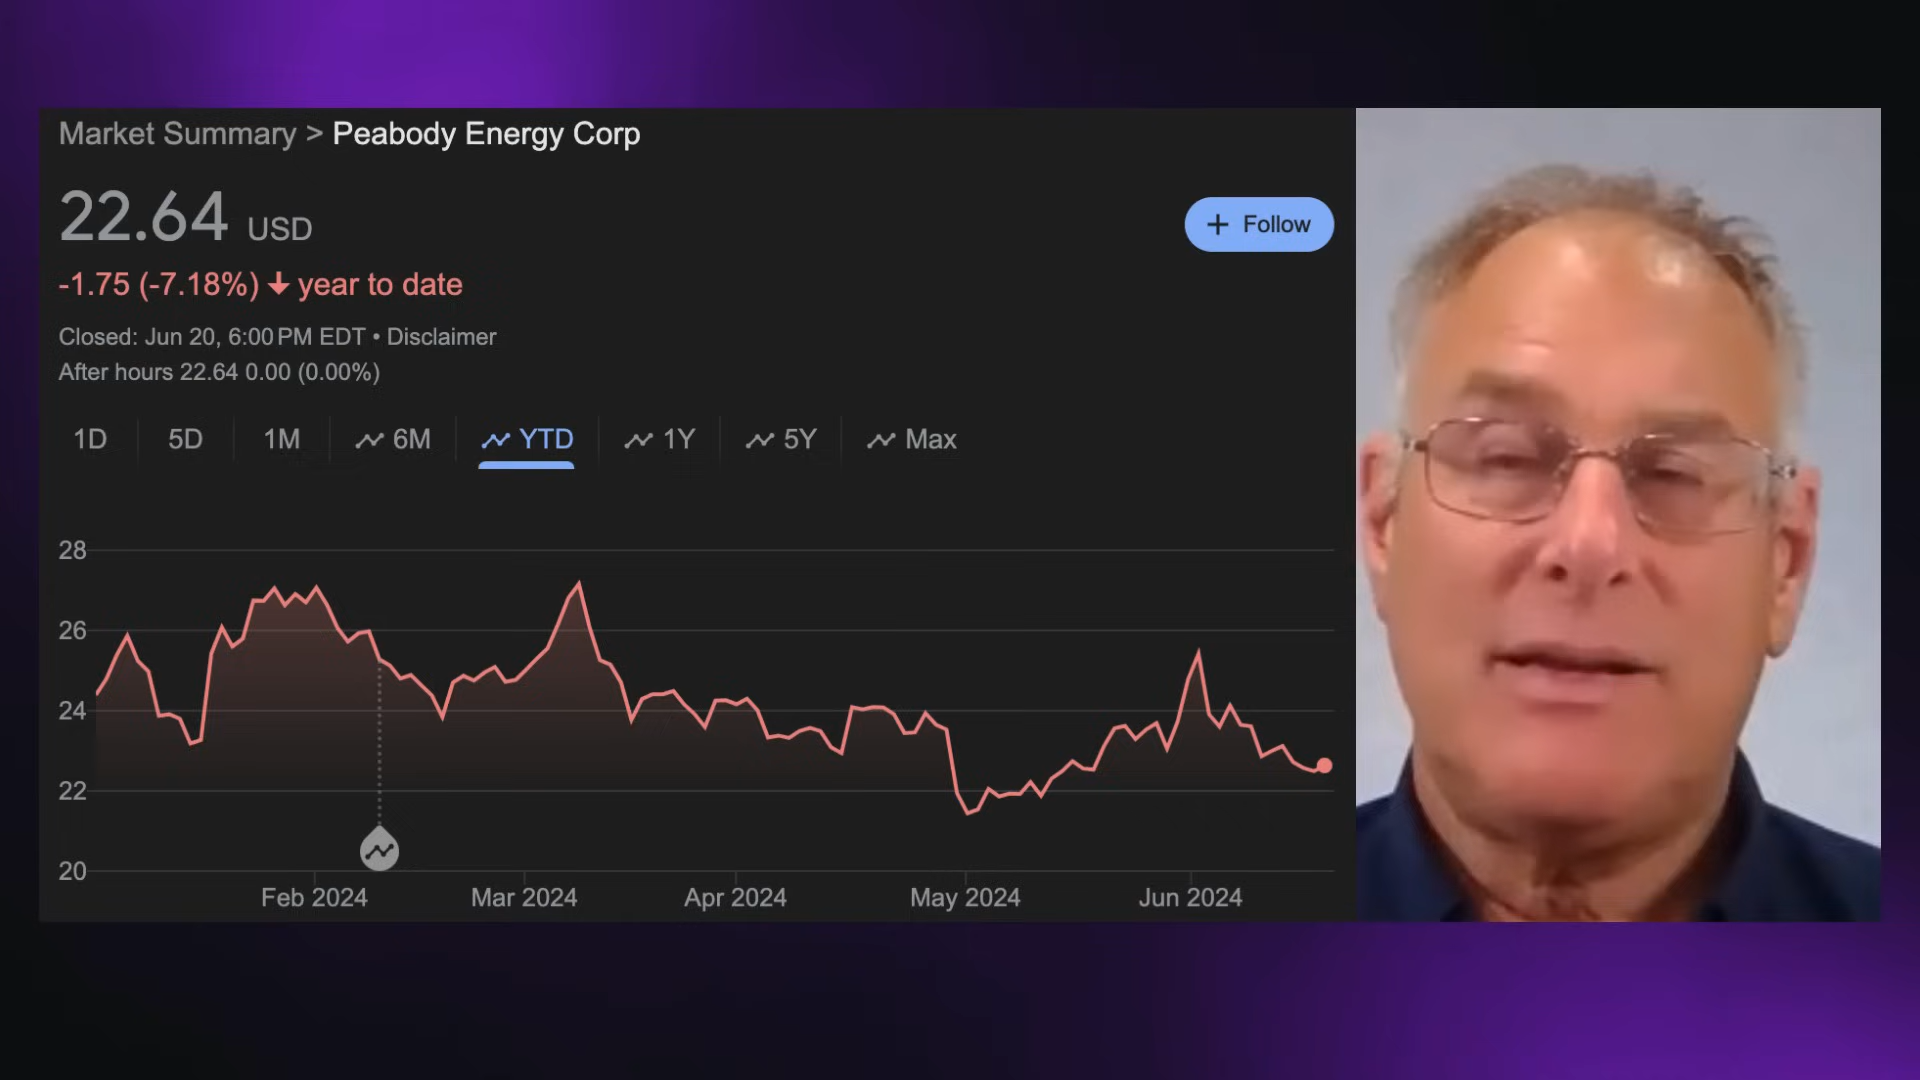 Market Summary > Peabody Energy Corp
22.64 USD
+ Follow
-1.75 (-7.18%) ↓ year to date
Closed: Jun 20, 6:00 PM EDT • Disclaimer
After hours 22.64 0.00 (0.00%)
1D 5D 1M 6M YTD 1Y 5Y Max
28
26
24
22
20
Feb 2024 Mar 2024 Apr 2024 May 2024 Jun 2024